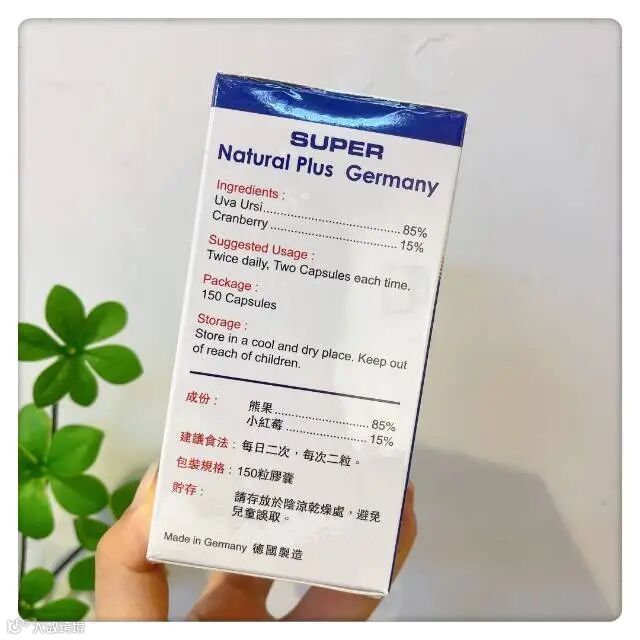 SUPER
Natural Plus Germany
Ingredients :
Uva Ursi..............................85%
Cranberry..............................15%
Suggested Usage :
Twice daily, Two Capsules each time.
Package :
150 Capsules
Storage :
Store in a cool and dry place. Keep out
of reach of children.
成份 : 熊果..............................85%
小紅莓..............................15%
建議食法 : 每日二次，每次二粒。
包裝規格 : 150粒膠囊
貯存 : 請存放於陰涼乾燥處，避免
兒童誤取。
Made in Germany 德國製造
大數跨境